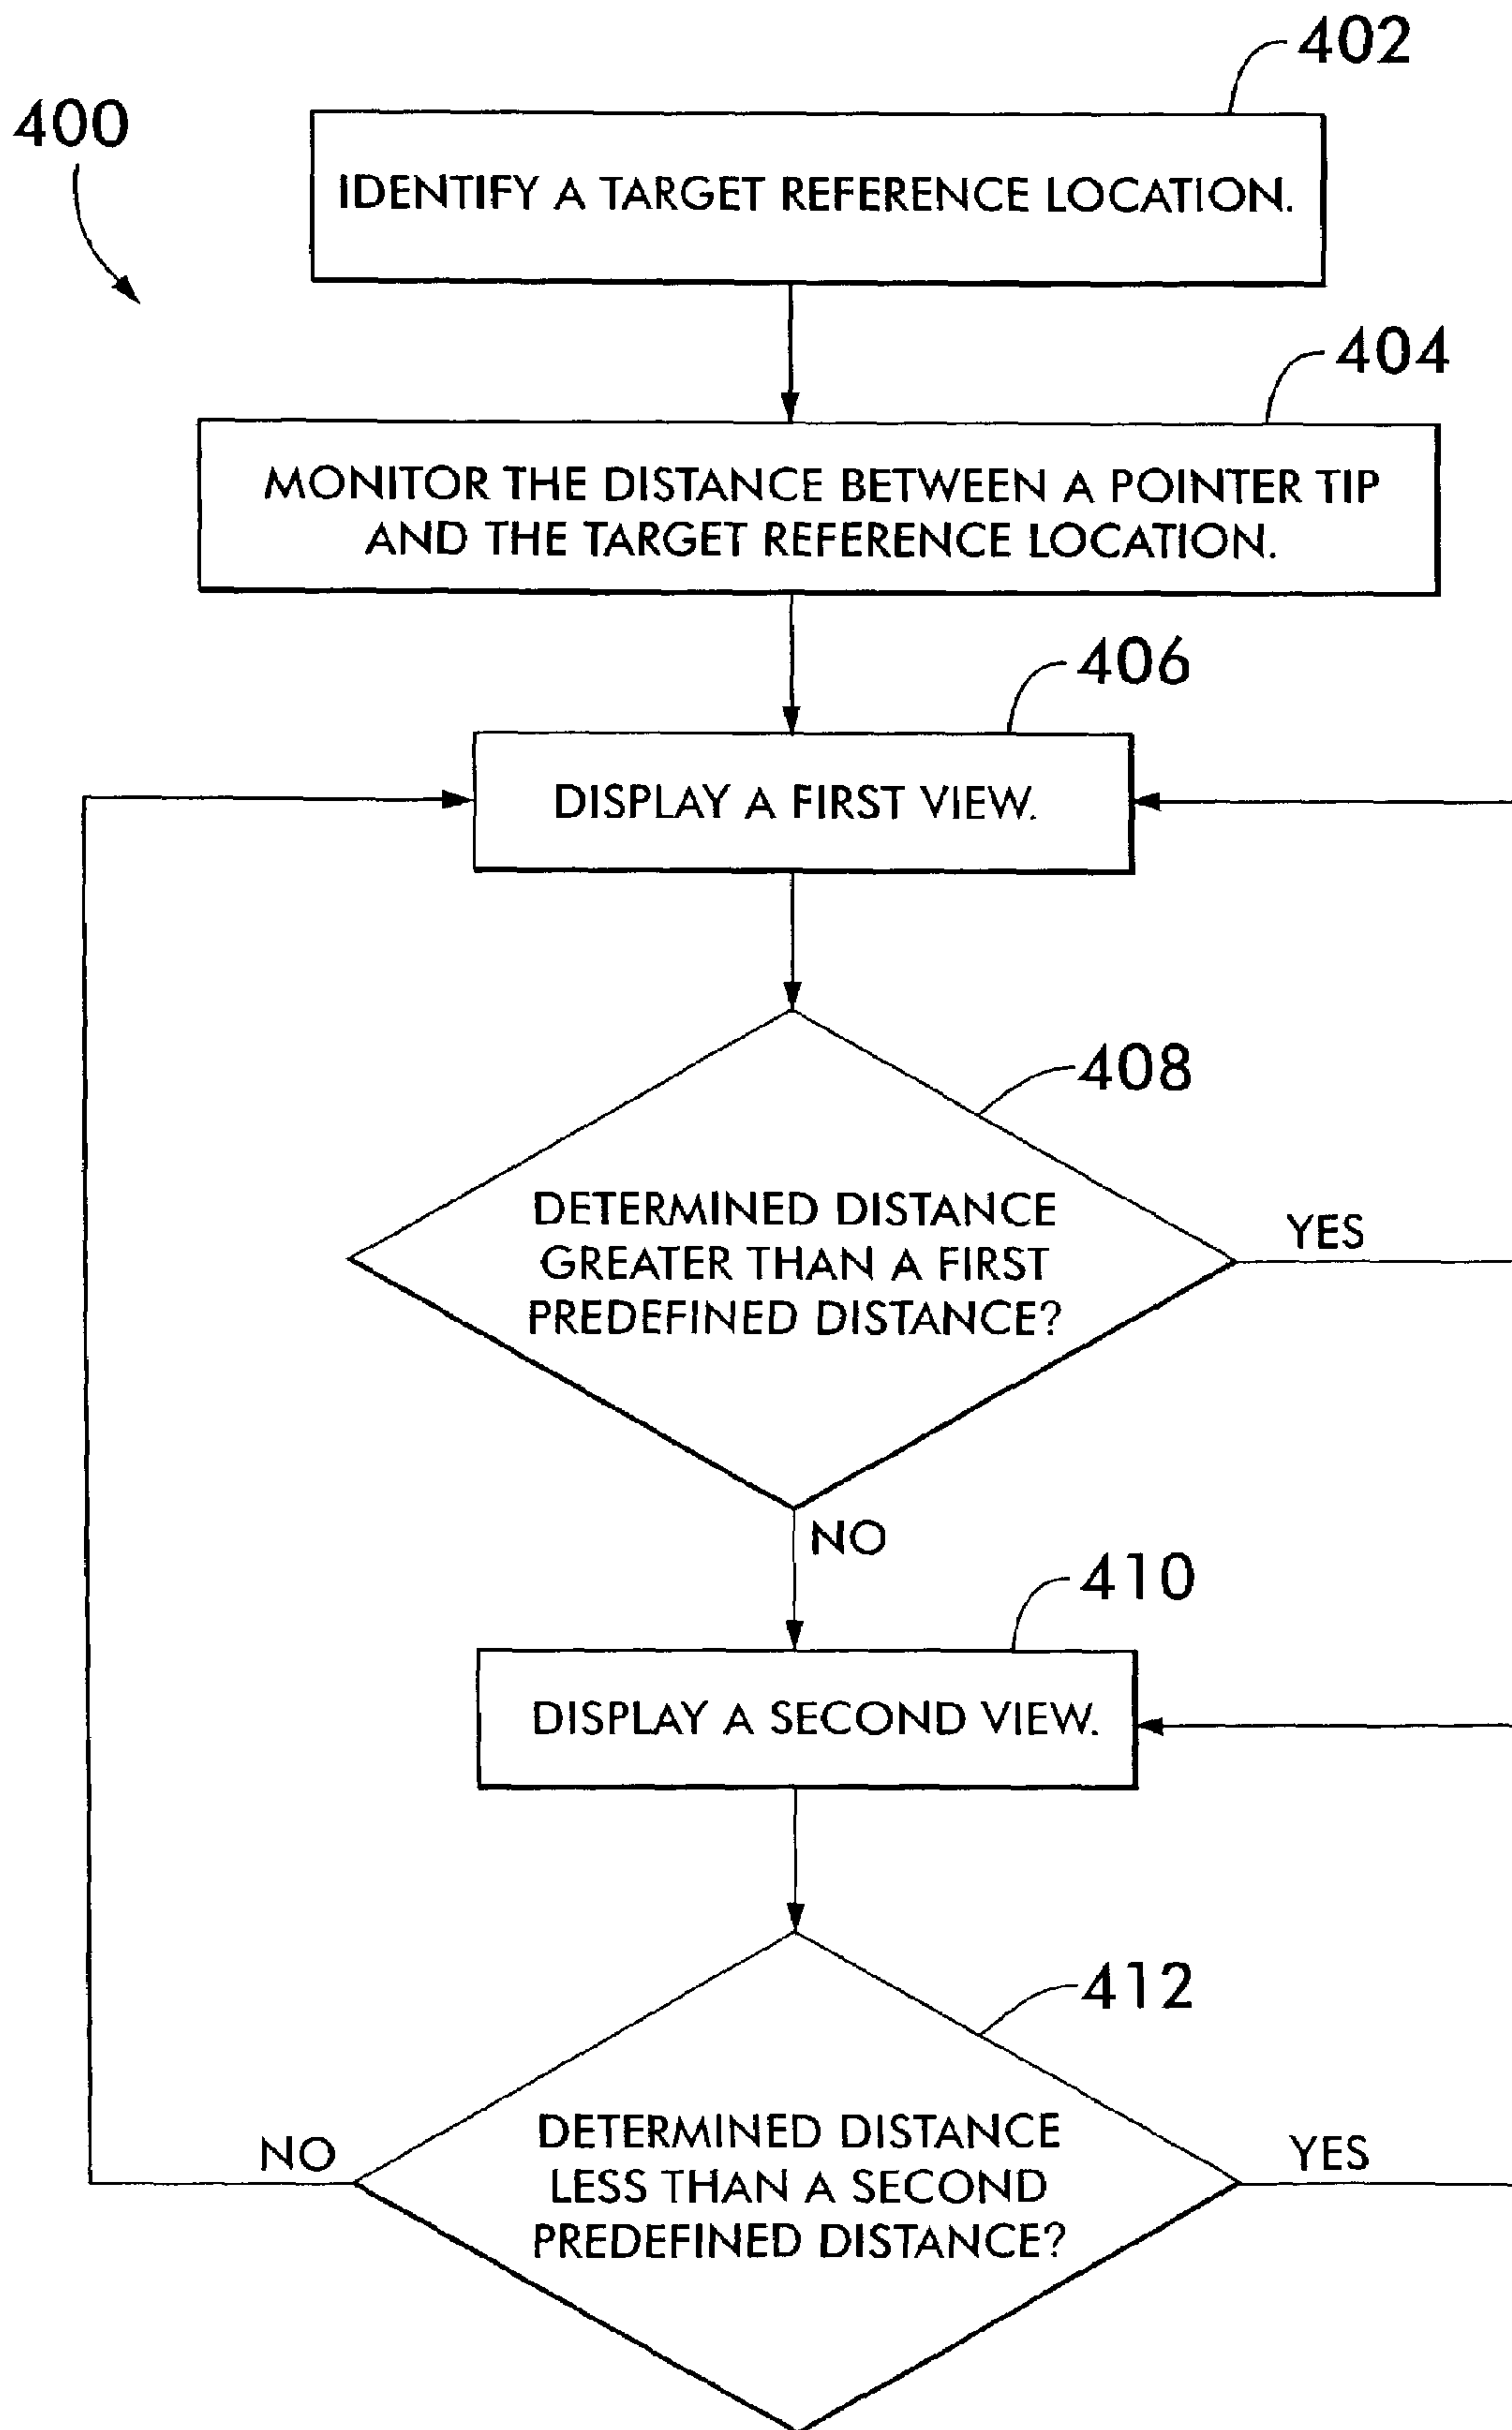 402
400
IDENTIFY A TARGET REFERENCE LOCATION.
404
MONITOR THE DISTANCE BETWEEN A POINTER TIP
AND THE TARGET REFERENCE LOCATION.
406
DISPLAY A FIRST VIEW.
408
DETERMINED DISTANCE
GREATER THAN A FIRST
PREDEFINED DISTANCE?
YES
NO
410
DISPLAY A SECOND VIEW.
412
DETERMINED DISTANCE
LESS THAN A SECOND
PREDEFINED DISTANCE?
NO
YES